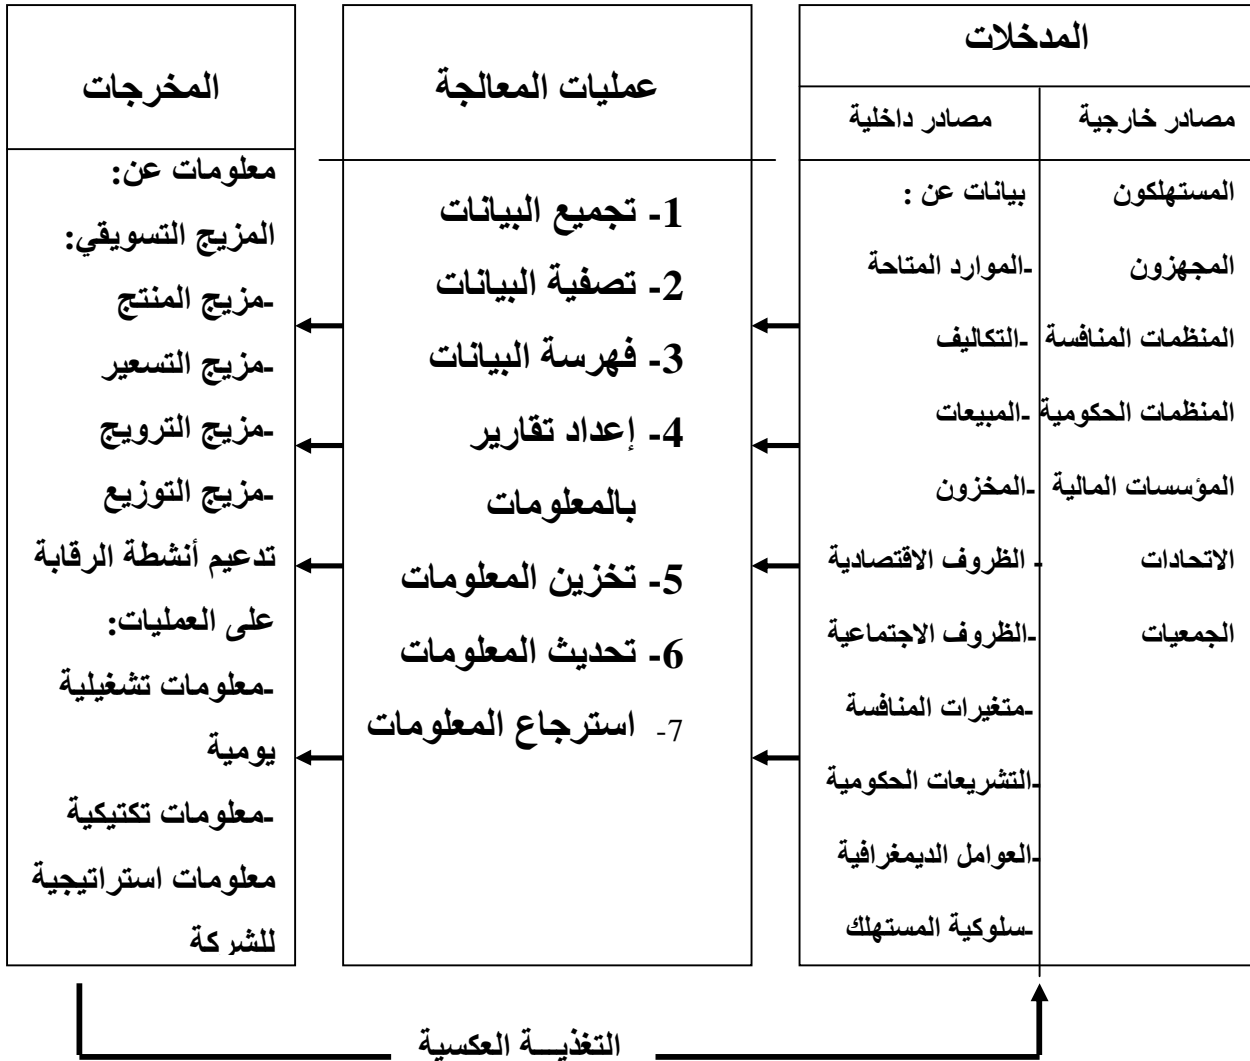 المدخلات
مصادر خارجية
المستهلكون
المجهزون
المنظمات المنافسة
المنظمات الحكومية
المؤسسات المالية
الاتحادات
الجمعيات
مصادر داخلية
بيانات عن :
-الموارد المتاحة
-التكاليف
-المبيعات
-المخزون
- الظروف الاقتصادية
-الظروف الاجتماعية
-متغيرات المنافسة
-التشريعات الحكومية
-العوامل الديمغرافية
-سلوكية المستهلك
عمليات المعالجة
1- تجميع البيانات
2- تصفية البيانات
3- فهرسة البيانات
4- إعداد تقارير
بالمعلومات
5- تخزين المعلومات
6- تحديث المعلومات
7- استرجاع المعلومات
المخرجات
معلومات عن:
المزيج التسويقي:
-مزيج المنتج
-مزيج التسعير
-مزيج الترويج
-مزيج التوزيع
تدعيم أنشطة الرقابة
على العمليات:
-معلومات تشغيلية
يومية
-معلومات تكتيكية
معلومات استراتيجية
للشركة
التغذيـــة العكسية